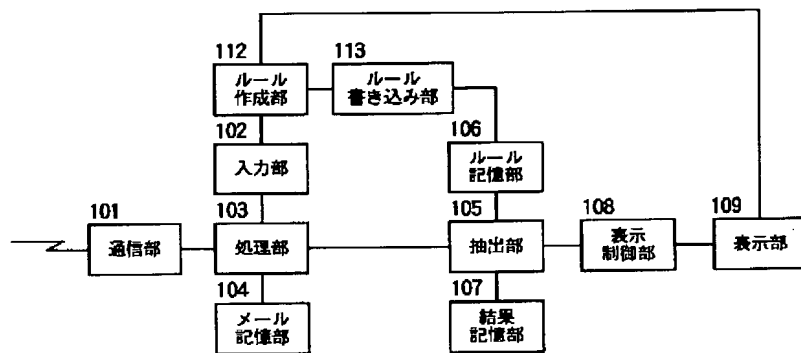 112
ルール
作成部
113
ルール
書き込み部
102
入力部
106
ルール
記憶部
101
通信部
103
処理部
105
抽出部
108
表示
制御部
109
表示部
104
メール
記憶部
107
結果
記憶部